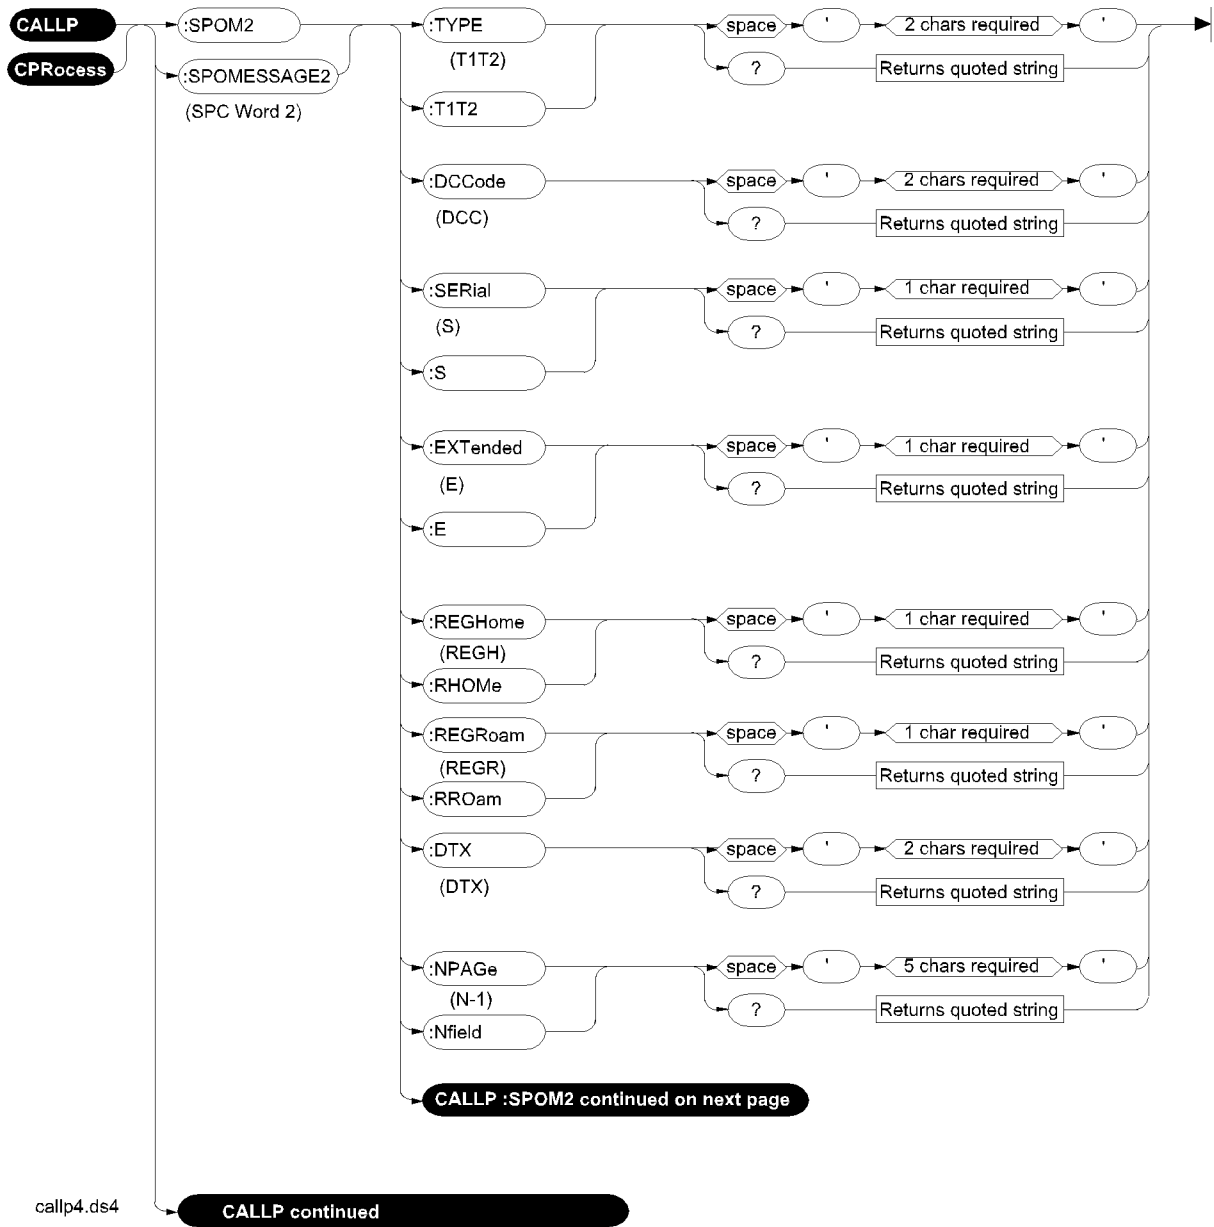 CALLP :SPOM2 :TYPE space ' 2 chars required '
CPRocess :SPOMESSAGE2 (T1T2) ? Returns quoted string
(SPC Word 2) :T1T2
:DCCode space ' 2 chars required '
(DCC) ? Returns quoted string
:SERial space ' 1 char required '
(S) ? Returns quoted string
:S
:EXTended space ' 1 char required '
(E) ? Returns quoted string
:E
:REGHome space ' 1 char required '
(REGH) ? Returns quoted string
:RHOMe
:REGRoam space ' 1 char required '
(REGR) ? Returns quoted string
:RROam
:DTX space ' 2 chars required '
(DTX) ? Returns quoted string
:NPAGe space ' 5 chars required '
(N-1) ? Returns quoted string
:Nfield
CALLP :SPOM2 continued on next page
callp4.ds4 CALLP continued